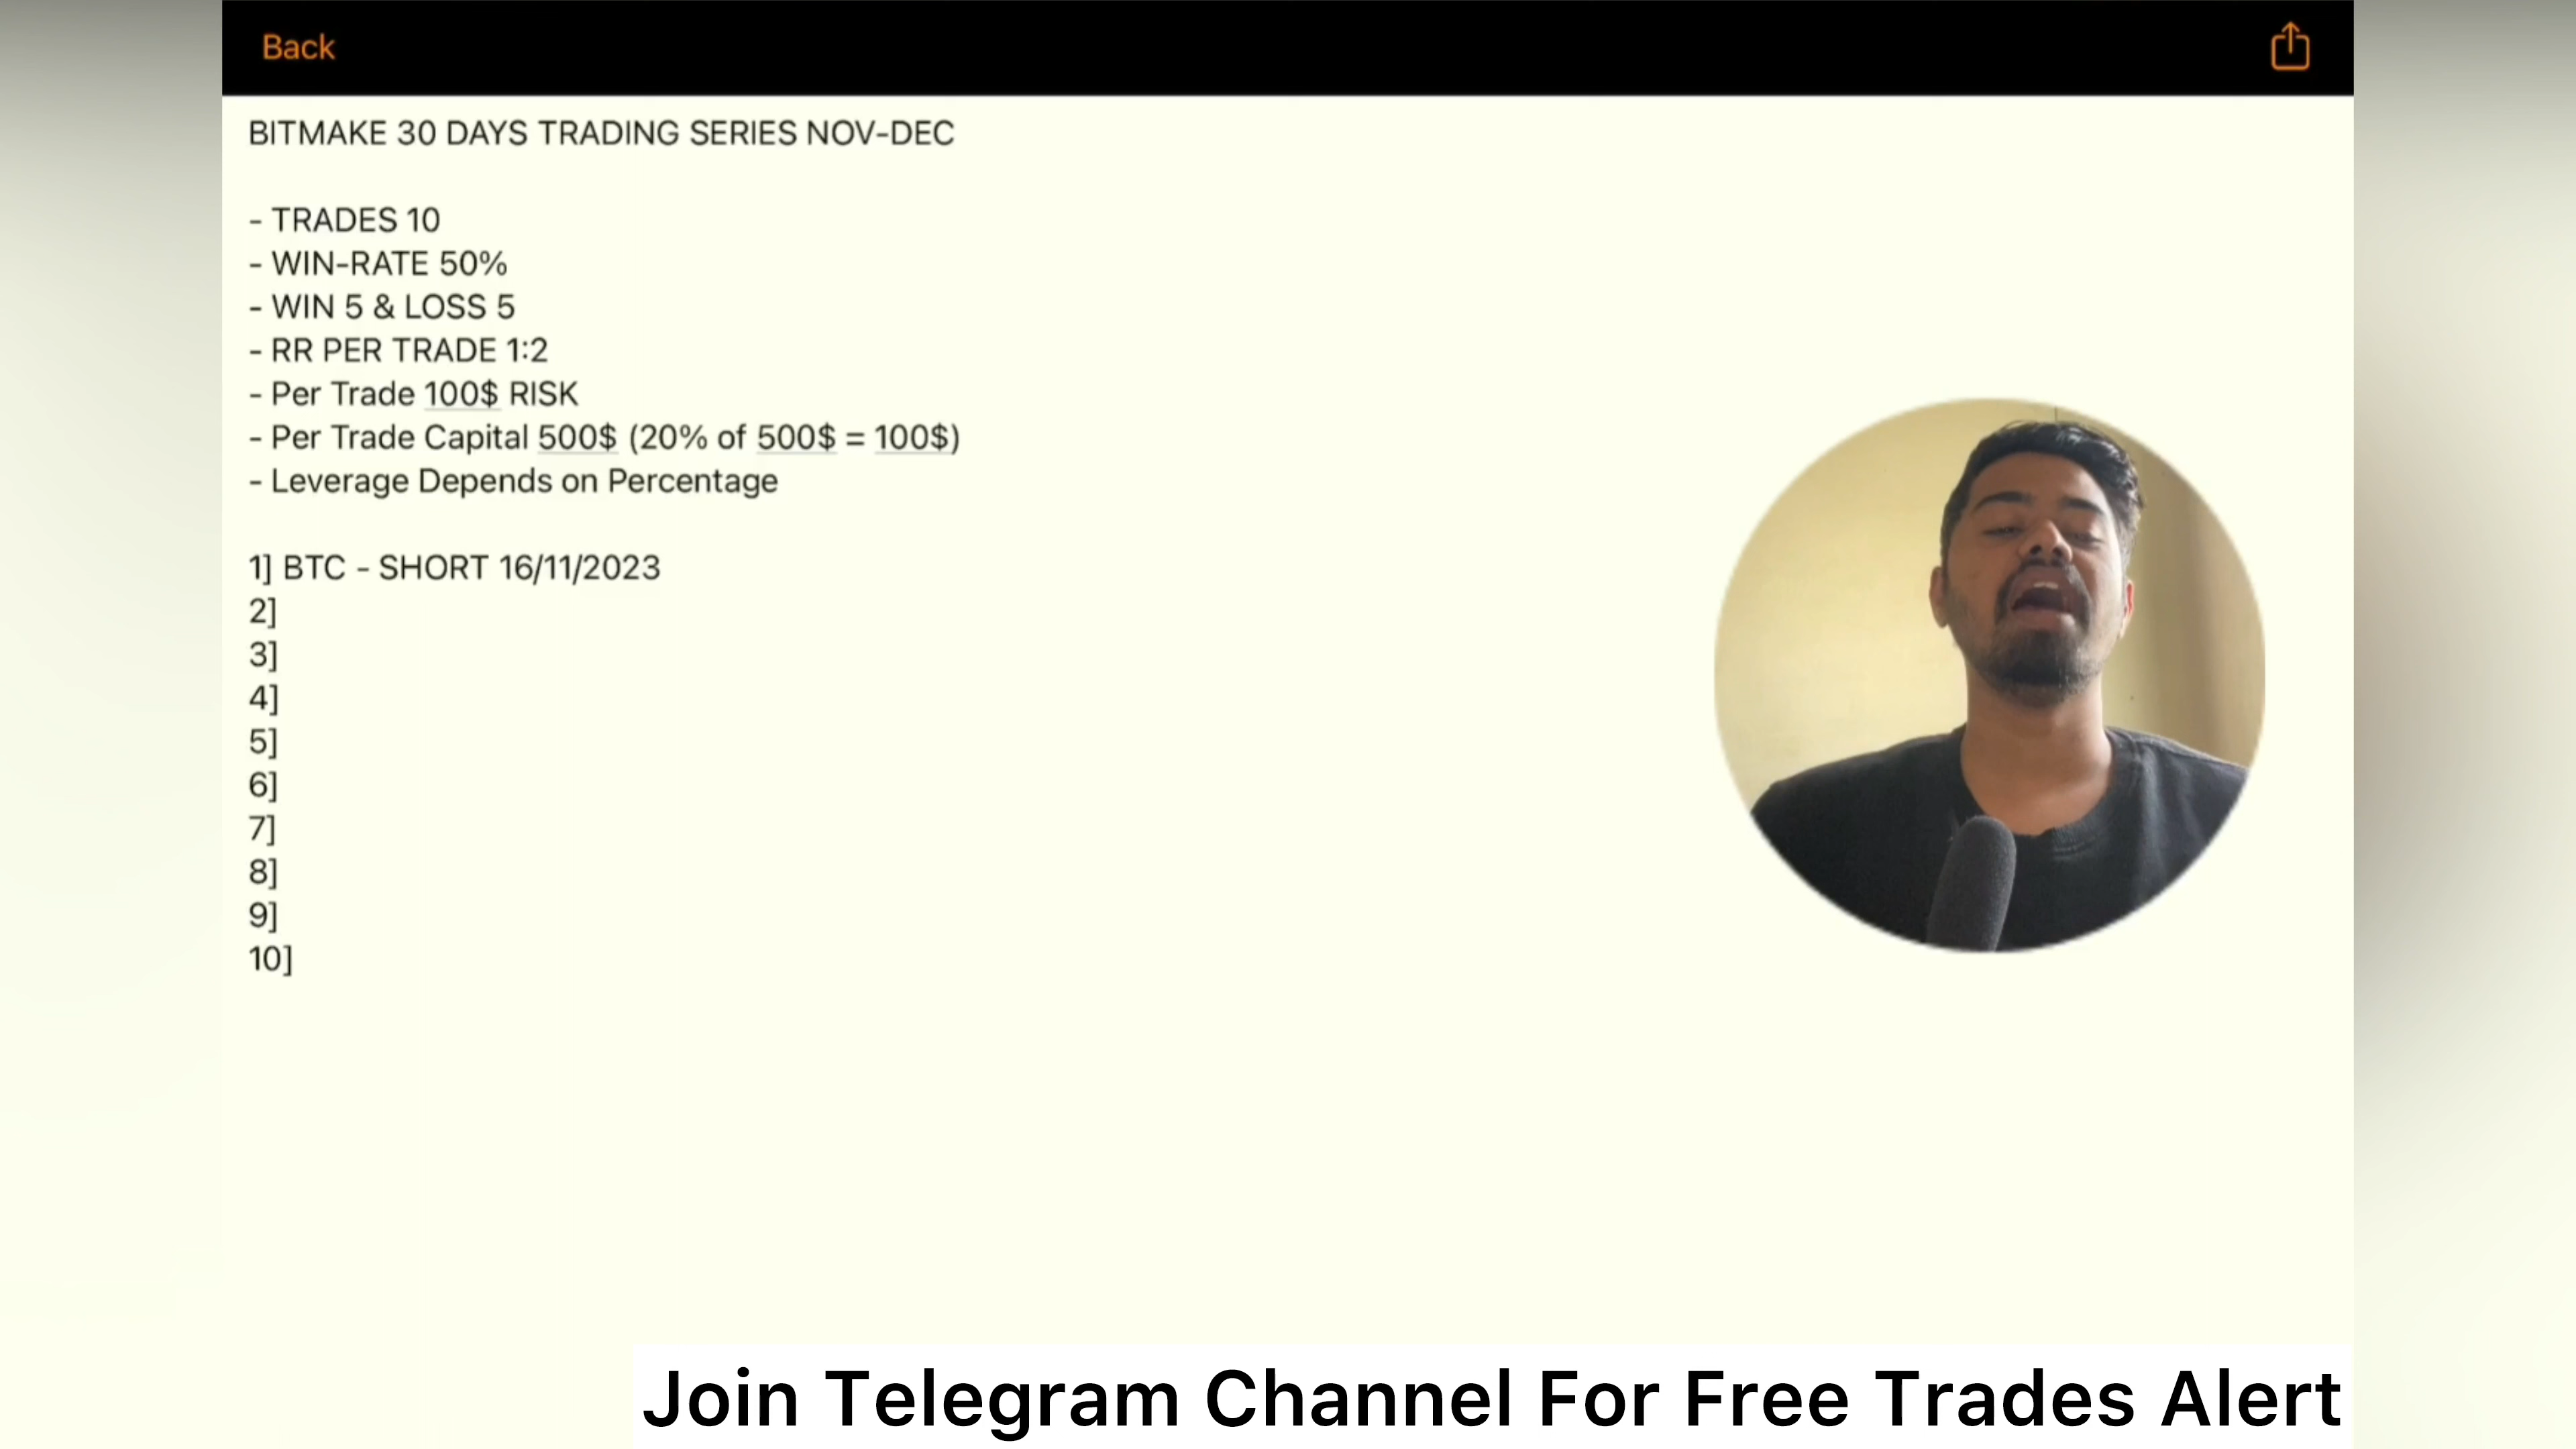 Back
BITMAKE 30 DAYS TRADING SERIES NOV-DEC
- TRADES 10
- WIN-RATE 50%
- WIN 5 & LOSS 5
- RR PER TRADE 1:2
- Per Trade 100$ RISK
- Per Trade Capital 500$ (20% of 500$ = 100$)
- Leverage Depends on Percentage
1] BTC - SHORT 16/11/2023
2]
3]
4]
5]
6]
7]
8]
9]
10]
Join Telegram Channel For Free Trades Alert